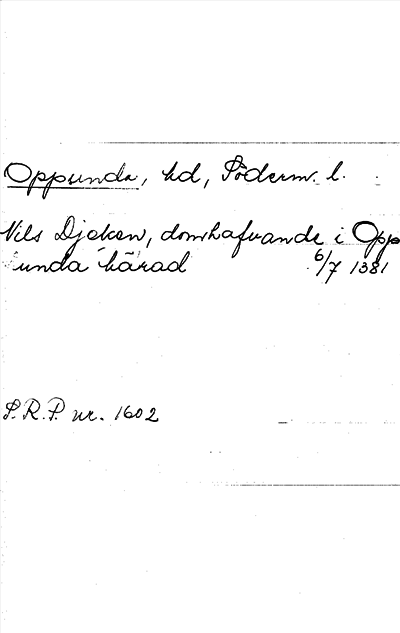 Oppunda, hd, Söderm. l.
Nils Djeken, domhafvande i Opp
unda härad 6/7 1381
S.R.P. nr. 1602